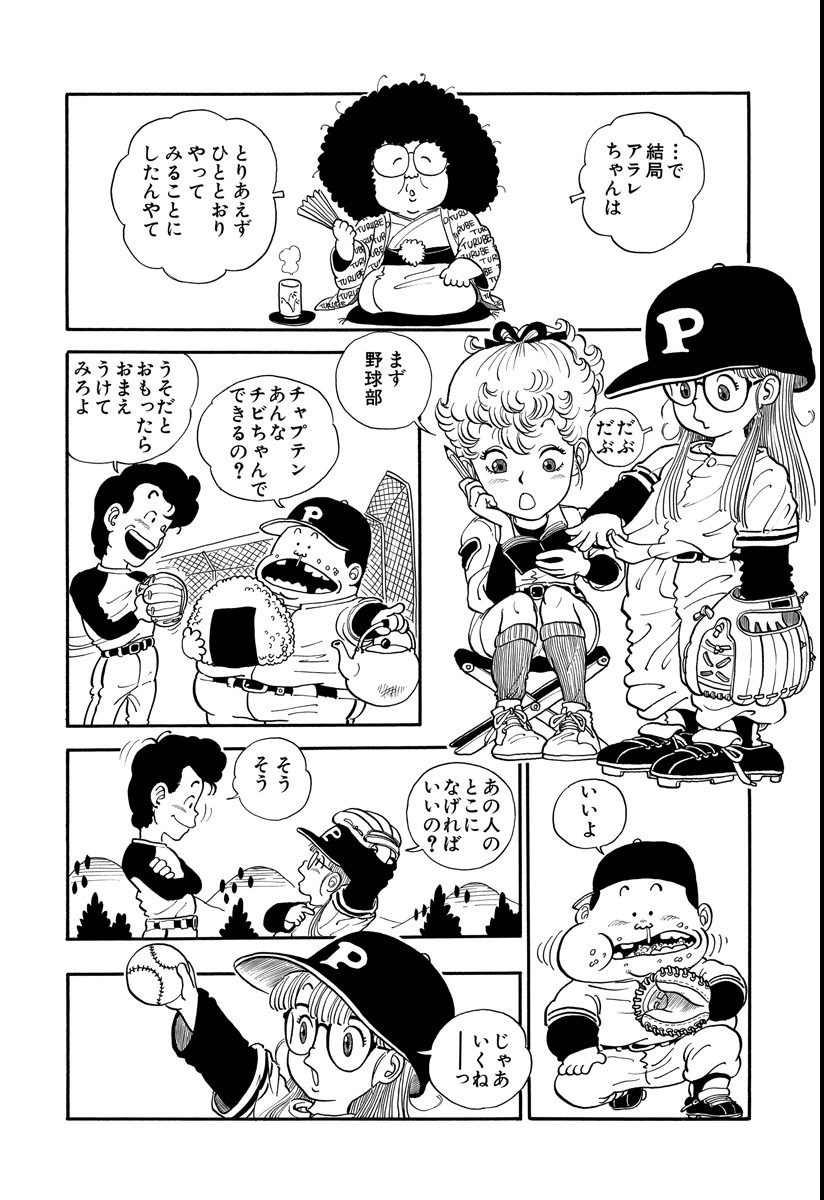 …で
結局
アラレ
ちゃんは
とりあえず
ひととおり
やって
みることに
したんやて
TURUBE
TURUBE
TURUBE
TURUBE
TURUBE
TURUBE
P
だぶ
だぶ
まず
野球部
チャプテン
あんな
チビちゃんで
できるの?
うそだと
おもったら
おまえ
うけて
みろよ
P
いいよ
あの人の
とこに
なげれば
いいの?
そう
そう
P
じゃあ
いくね
──っ
P